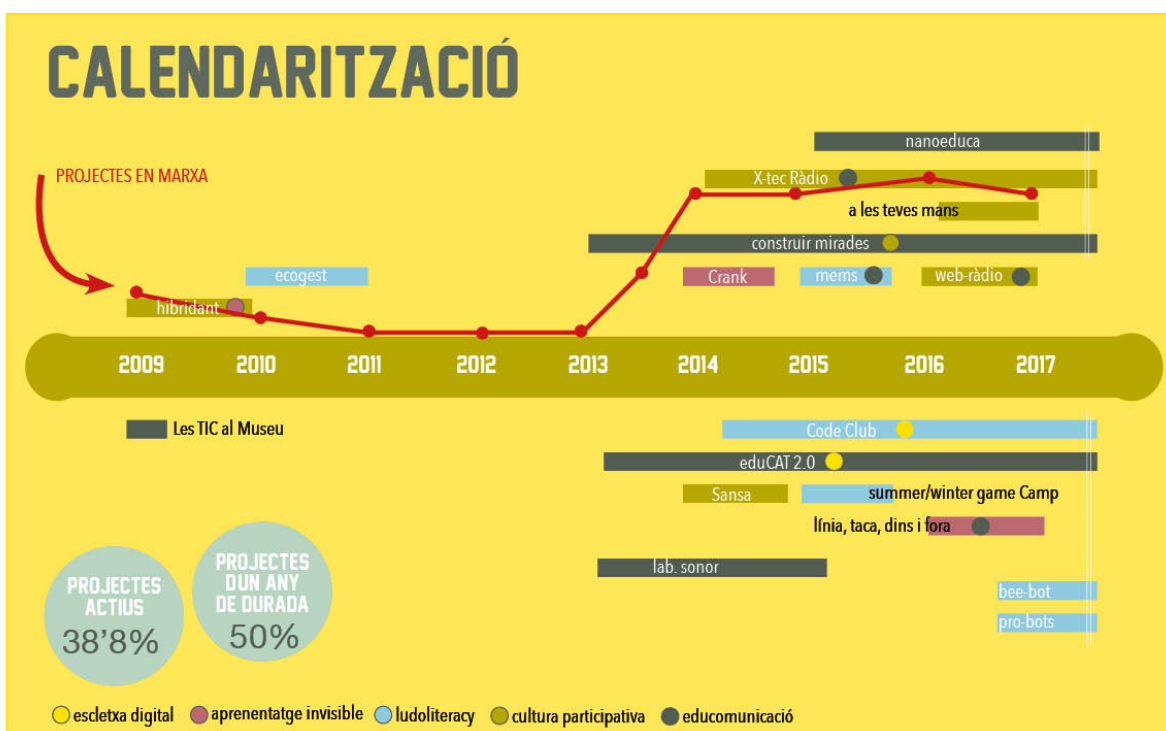 CALENDARITZACIÓ
nanoeduca
PROJECTES EN MARXA
X-tec Ràdio
a les teves mans
construir mirades
ecogest
Crank
mems
web-ràdio
hibridant
2009 2010 2011 2012 2013 2014 2015 2016 2017
Les TIC al Museu
Code Club
eduCAT 2.0
Sansa
summer/winter game Camp
línia, taca, dins i fora
lab. sonor
bee-bot
pro-bots
PROJECTES
ACTIUS
38'8%
PROJECTES
DUN ANY
DE DURADA
50%
escletxa digital aprenentatge invisible ludoliteracy cultura participativa educomunicació